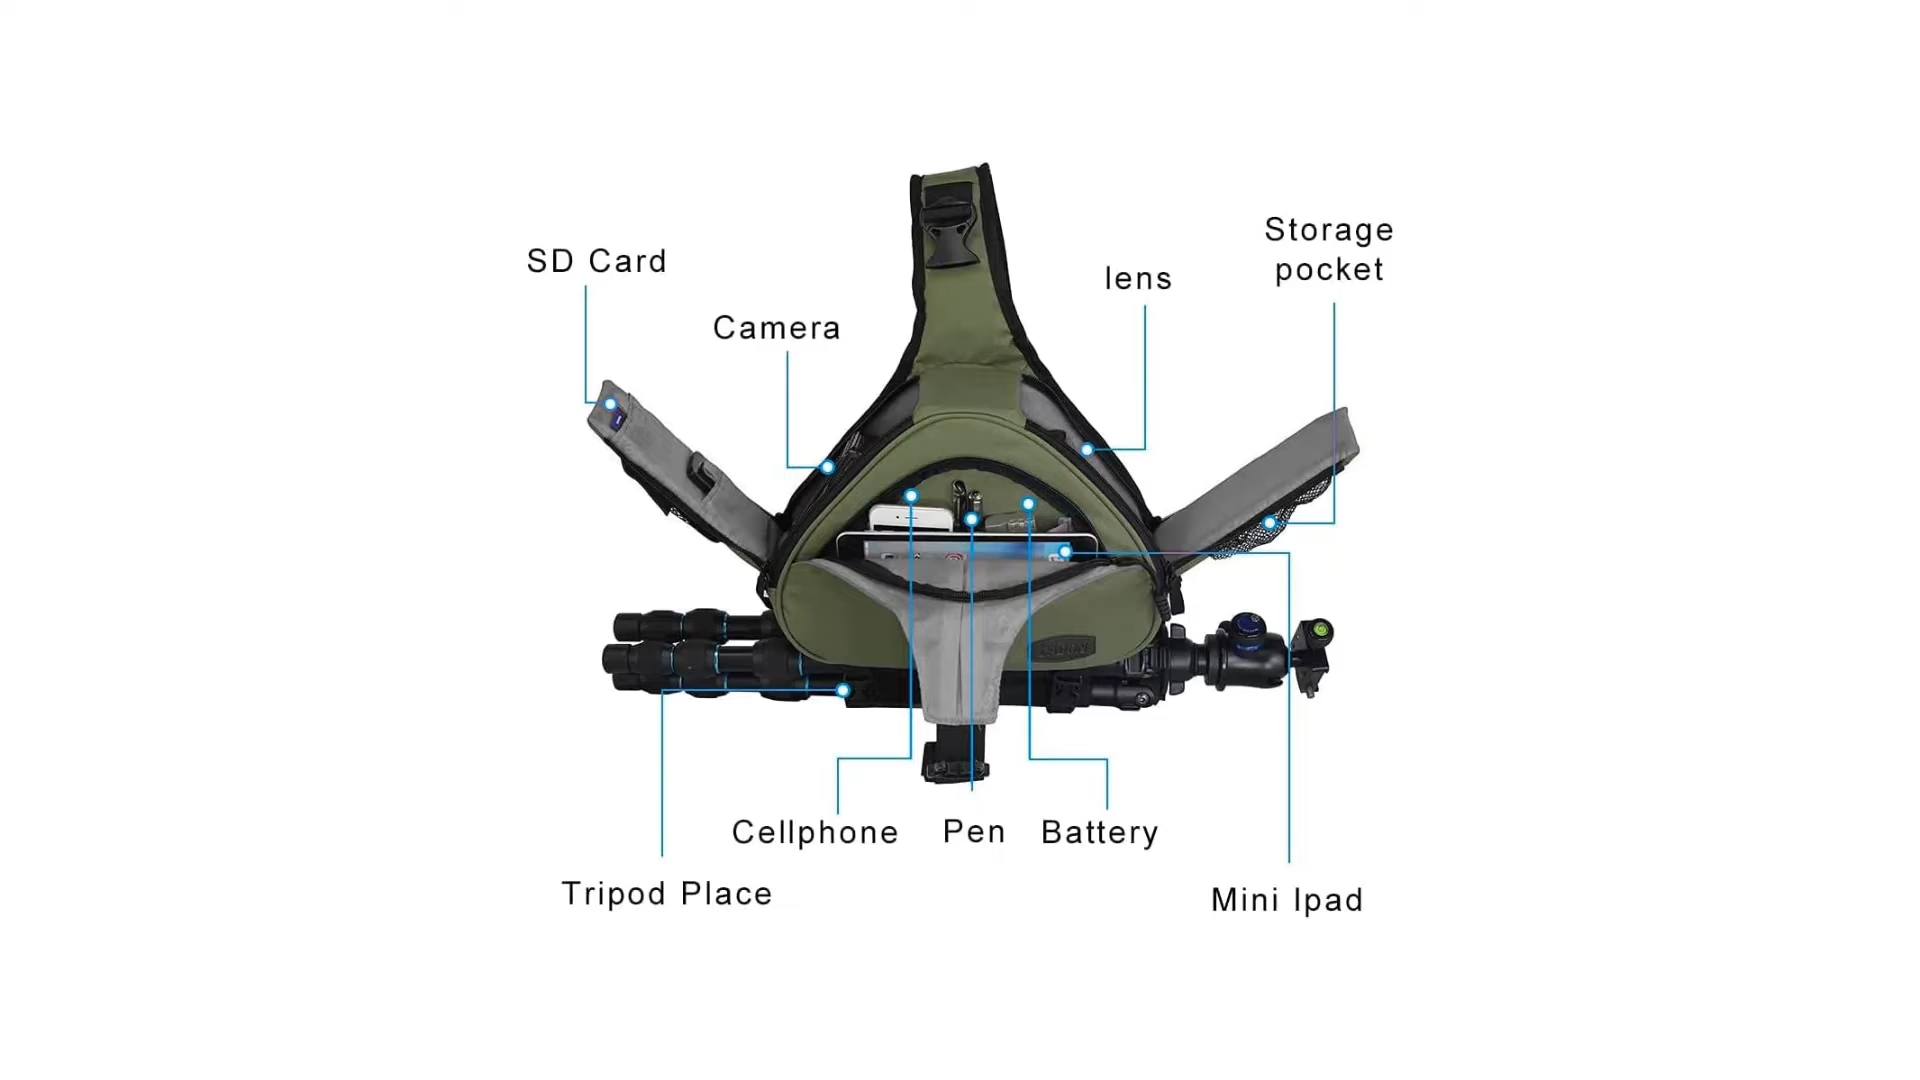 Storage
pocket
SD Card
lens
Camera
Cellphone
Pen
Battery
Tripod Place
Mini Ipad